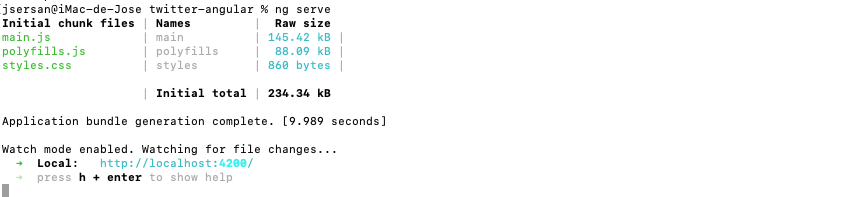 [jsersan@iMac-de-Jose twitter-angular % ng serve
Initial chunk files | Names | Raw size
main.js | main | 145.42 kB |
polyfills.js | polyfills | 88.09 kB |
styles.css | styles | 860 bytes |
| Initial total | 234.34 kB
Application bundle generation complete. [9.989 seconds]
Watch mode enabled. Watching for file changes...
➜ Local: http://localhost:4200/
➜ press h + enter to show help